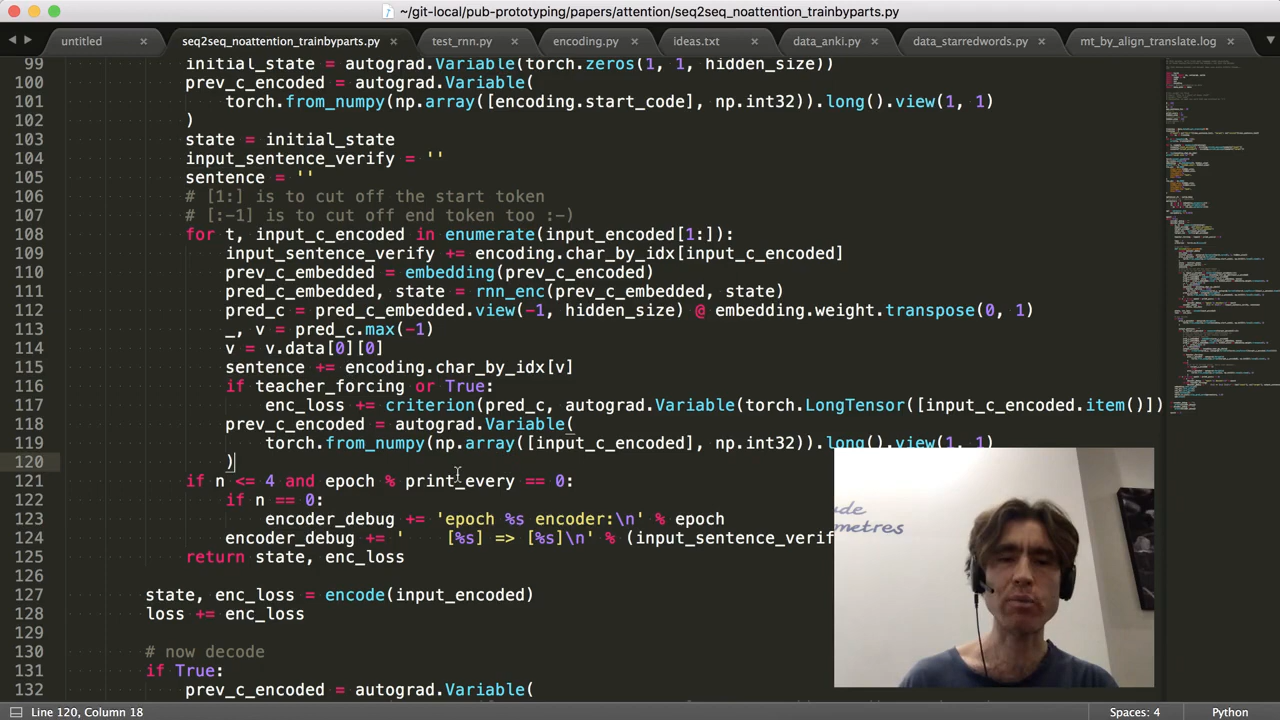 ~/git-local/pub-prototyping/papers/attention/seq2seq_noattention_trainbyparts.py
untitled × seq2seq_noattention_trainbyparts.py × test_rnn.py × encoding.py × ideas.txt × data_anki.py × data_starredwords.py × mt_by_align_translate.log ×
99 initial_state = autograd.Variable(torch.zeros(1, 1, hidden_size))
100 prev_c_encoded = autograd.Variable(
101 torch.from_numpy(np.array([encoding.start_code], np.int32)).long().view(1, 1)
102 )
103 state = initial_state
104 input_sentence_verify = ''
105 sentence = ''
106 # [1:] is to cut off the start token
107 # [:-1] is to cut off end token too :-)
108 for t, input_c_encoded in enumerate(input_encoded[1:]):
109 input_sentence_verify += encoding.char_by_idx[input_c_encoded]
110 prev_c_embedded = embedding(prev_c_encoded)
111 pred_c_embedded, state = rnn_enc(prev_c_embedded, state)
112 pred_c = pred_c_embedded.view(-1, hidden_size) @ embedding.weight.transpose(0, 1)
113 _, v = pred_c.max(-1)
114 v = v.data[0][0]
115 sentence += encoding.char_by_idx[v]
116 if teacher_forcing or True:
117 enc_loss += criterion(pred_c, autograd.Variable(torch.LongTensor([input_c_encoded.item()])
118 prev_c_encoded = autograd.Variable(
119 torch.from_numpy(np.array([input_c_encoded], np.int32)).long().view(1, 1)
120 )
121 if n <= 4 and epoch % print_every == 0:
122 if n == 0:
123 encoder_debug += 'epoch %s encoder:\n' % epoch
124 encoder_debug += '    [%s] => [%s]\n' % (input_sentence_verif
125 return state, enc_loss
126
127 state, enc_loss = encode(input_encoded)
128 loss += enc_loss
129
130 # now decode
131 if True:
132 prev_c_encoded = autograd.Variable(
ude
metres
Line 120, Column 18 Spaces: 4 Python